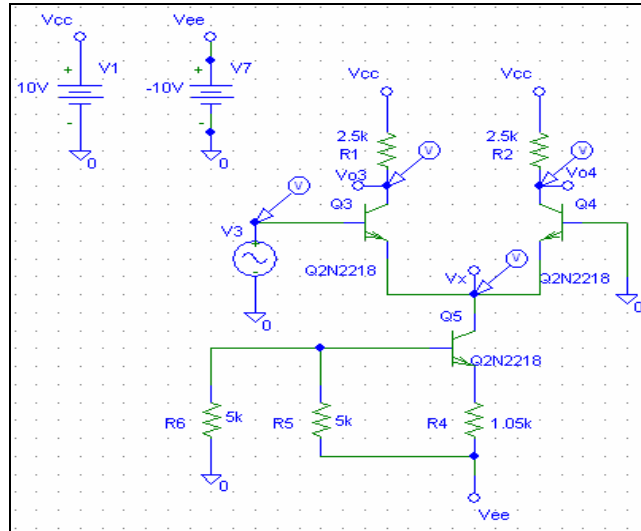 Vcc
Vee
V1
V7
10V
-10V
+
-
+
-
0
0
Vcc
Vcc
2.5k
R1
2.5k
R2
V
V
V
V
Vo3
Vo4
Q3
Q4
V3
+
-
0
0
Q2N2218
Q2N2218
Vx
Q5
Q2N2218
R6
5k
R5
5k
R4
1.05k
0
Vee